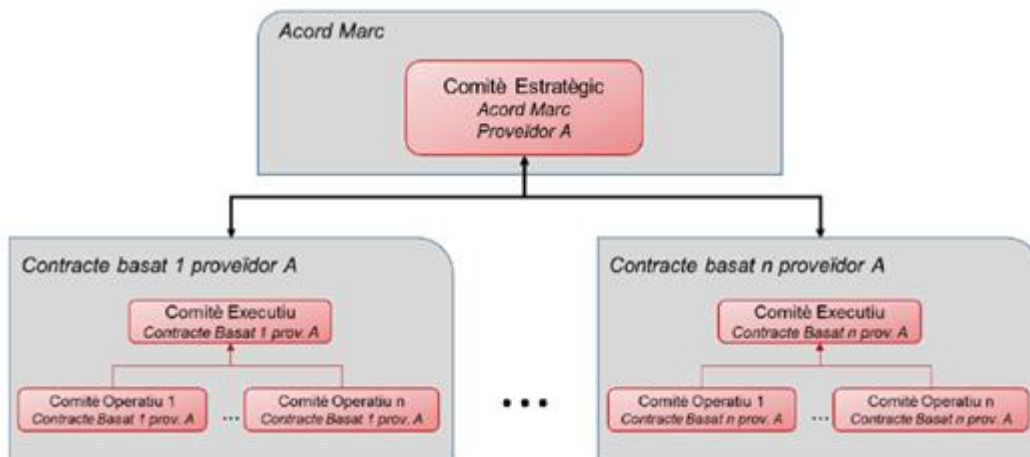 Acord Marc
Comitè Estratègic
Acord Marc
Proveïdor A
Contracte basat 1 proveïdor A
Comitè Executiu
Contracte Basat 1 prov. A
Comitè Operatiu 1
Contracte Basat 1 prov. A
...
Comitè Operatiu n
Contracte Basat 1 prov. A
...
Contracte basat n proveïdor A
Comitè Executiu
Contracte Basat n prov. A
Comitè Operatiu 1
Contracte Basat n prov. A
...
Comitè Operatiu n
Contracte Basat n prov. A